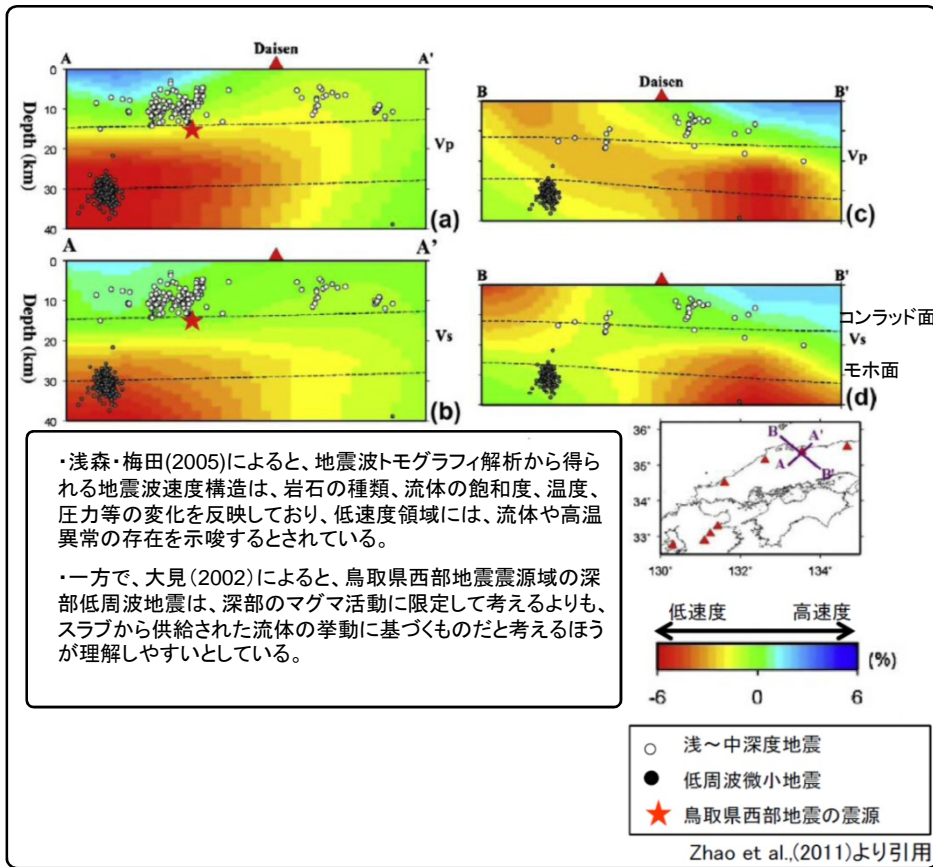 Daisen
A A'
0
10
20
30
40
Depth (km)
Vp
(a)
Daisen
B B'
Vp
(c)
A A'
0
10
20
30
40
Depth (km)
Vs
(b)
B B'
コンラッド面
Vs
モホ面
(d)
・浅森・梅田(2005)によると、地震波トモグラフィ解析から得ら
れる地震波速度構造は、岩石の種類、流体の飽和度、温度、
圧力等の変化を反映しており、低速度領域には、流体や高温
異常の存在を示唆するとされている。
・一方で、大見(2002)によると、鳥取県西部地震震源域の深
部低周波地震は、深部のマグマ活動に限定して考えるよりも、
スラブから供給された流体の挙動に基づくものだと考えるほう
が理解しやすいとしている。
36°
35°
34°
33°
130° 132° 134°
B A'
A B'
低速度 高速度
(%)
-6 0 6
浅~中深度地震
低周波微小地震
鳥取県西部地震の震源
Zhao et al.,(2011)より引用